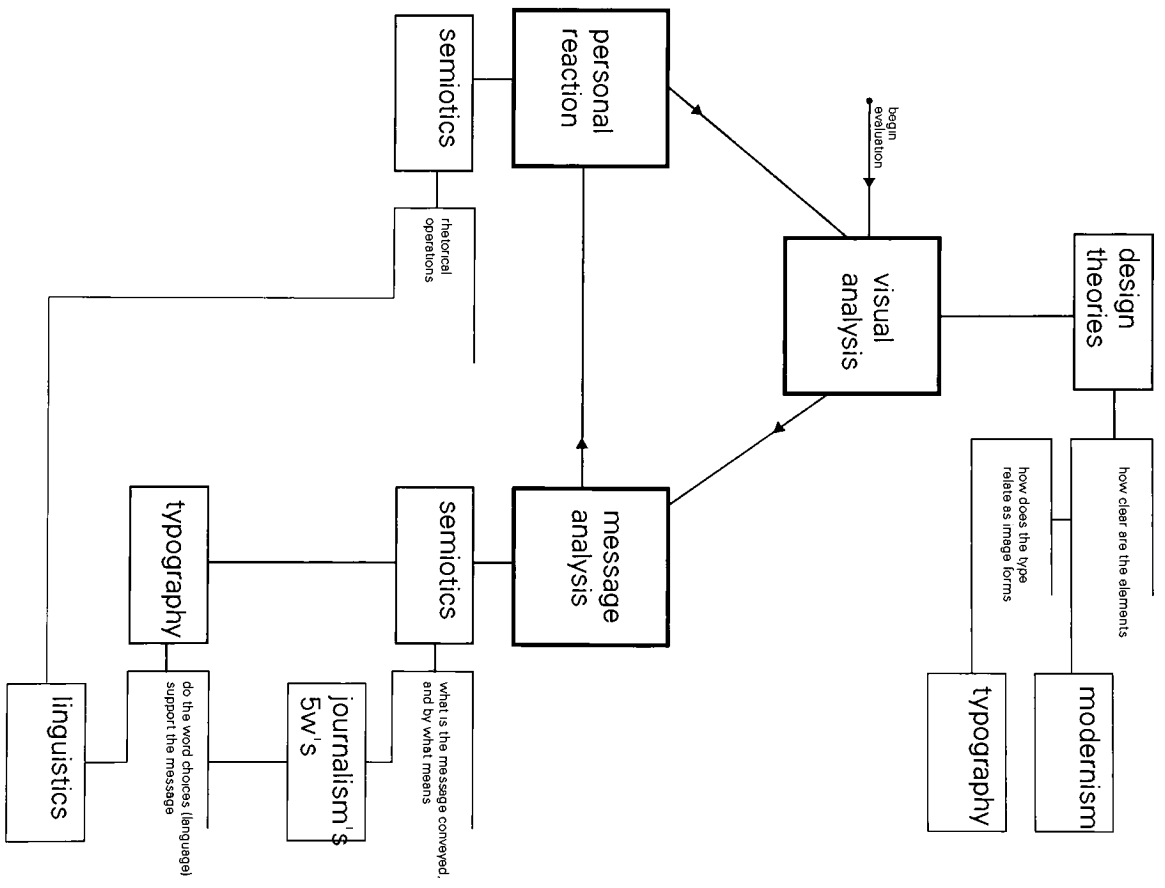 design
theories
how clear are the elements
modernism
how does the type
relate as image forms
typography
begin
evaluation
visual
analysis
personal
reaction
message
analysis
semiotics
rhetorical
operations
semiotics
what is the message conveyed,
and by what means
journalism's
5w's
typography
do the word choices (language)
support the message
linguistics